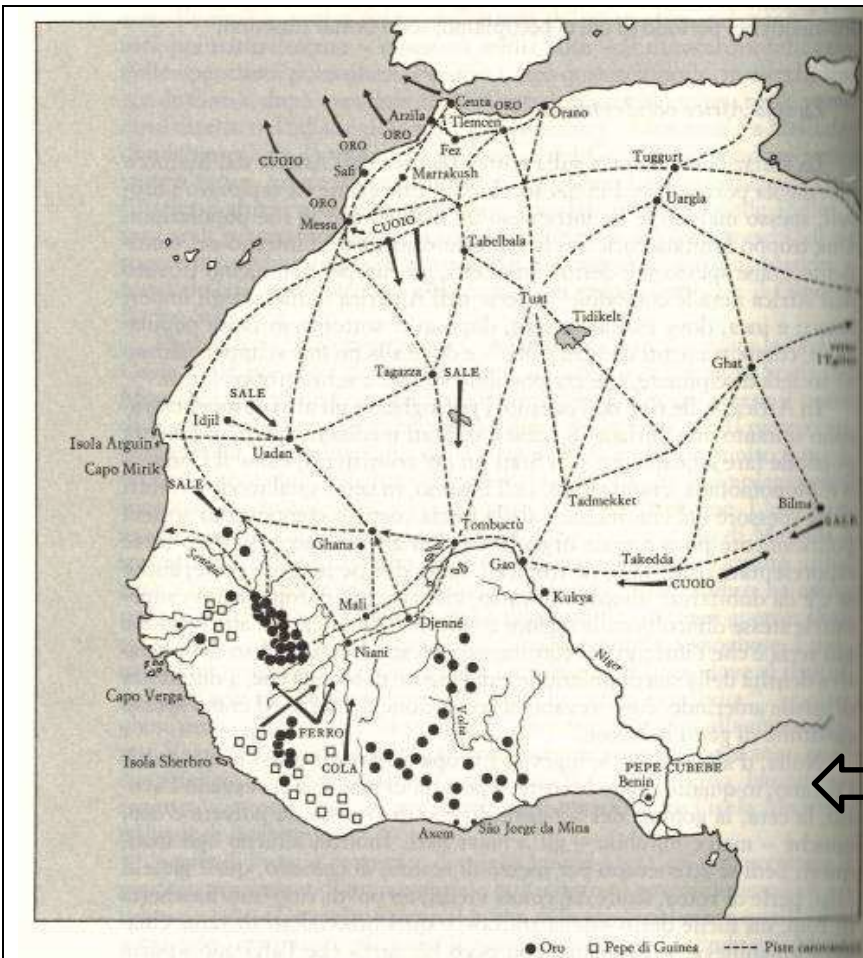 Ceuta ORO
Arzila
Tlemcen
Orano
ORO
Fez
ORO
CUOIO
Safi
Marrakush
Tuggurt
ORO
Uargla
Messa
CUOIO
Tabelbala
Tuat
Tidikelt
Ghat
Tagazza
SALE
SALE
Idjil
Isola Arguin
Uadan
Capo Mirik
SALE
Tadmekket
Bilma
Tombuctù
SALE
Ghana
Gao
Takedda
CUOIO
Kukya
Mali
Djenné
Niani
Niger
Capo Verga
Volta
FERRO
Isola Sherbro
COLA
PEPE CUBEBE
Benin
Axem
São Jorge da Mina
Oro Pepe di Guinea Piste